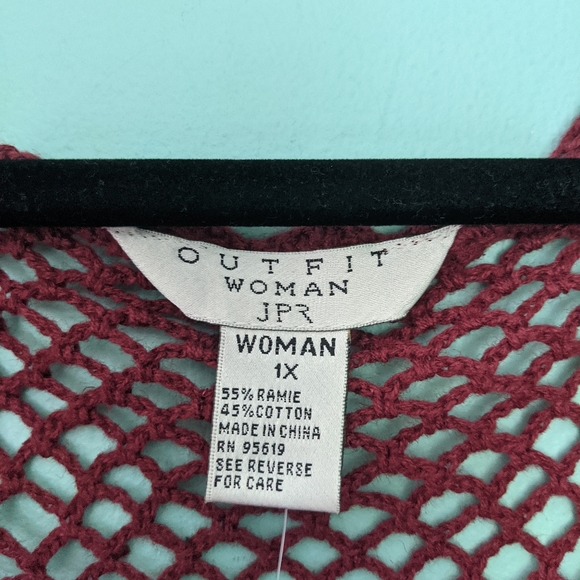 OUTFIT
WOMAN
JPR
WOMAN
1X
55% RAMIE
45% COTTON
MADE IN CHINA
RN 95619
SEE REVERSE
FOR CARE